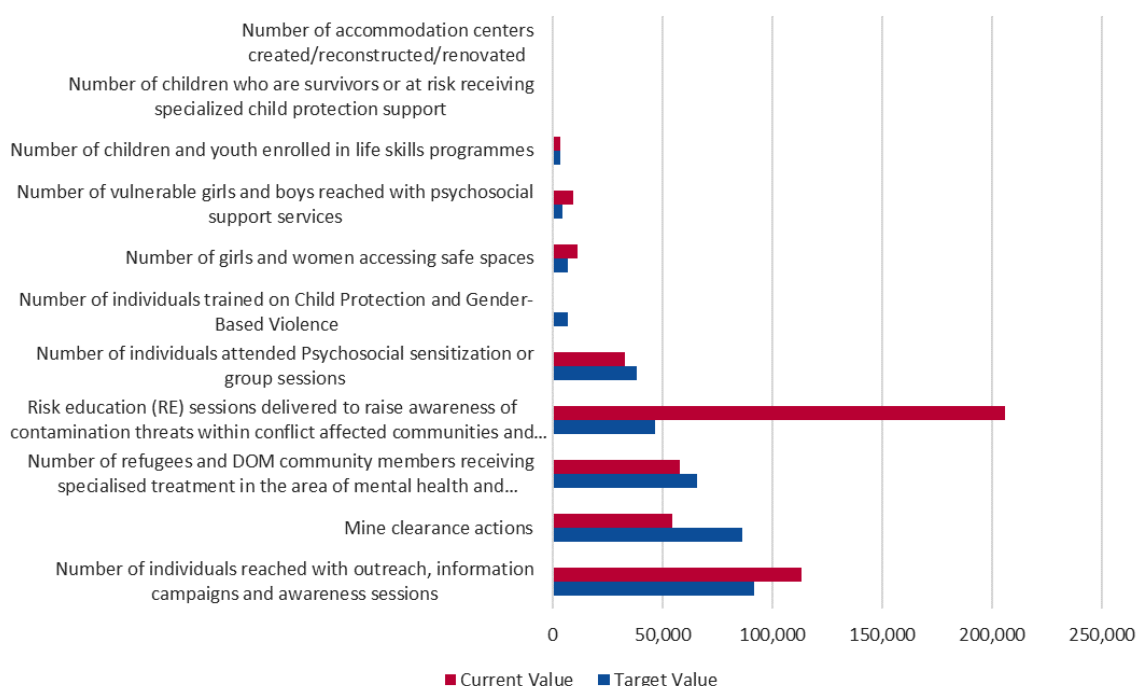 Number of accommodation centers
created/reconstructed/renovated
Number of children who are survivors or at risk receiving
specialized child protection support
Number of children and youth enrolled in life skills programmes
Number of vulnerable girls and boys reached with psychosocial
support services
Number of girls and women accessing safe spaces
Number of individuals trained on Child Protection and Gender-
Based Violence
Number of individuals attended Psychosocial sensitization or
group sessions
Risk education (RE) sessions delivered to raise awareness of
contamination threats within conflict affected communities and...
Number of refugees and DOM community members receiving
specialised treatment in the area of mental health and...
Mine clearance actions
Number of individuals reached with outreach, information
campaigns and awareness sessions
0 50,000 100,000 150,000 200,000 250,000
Current Value Target Value